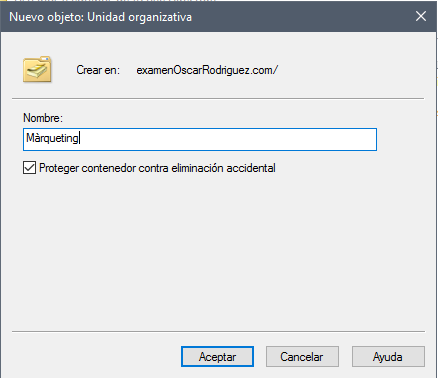 Nuevo objeto: Unidad organizativa
Crear en: examenOscarRodriguez.com/
Nombre:
Màrqueting
Proteger contenedor contra eliminación accidental
Aceptar Cancelar Ayuda